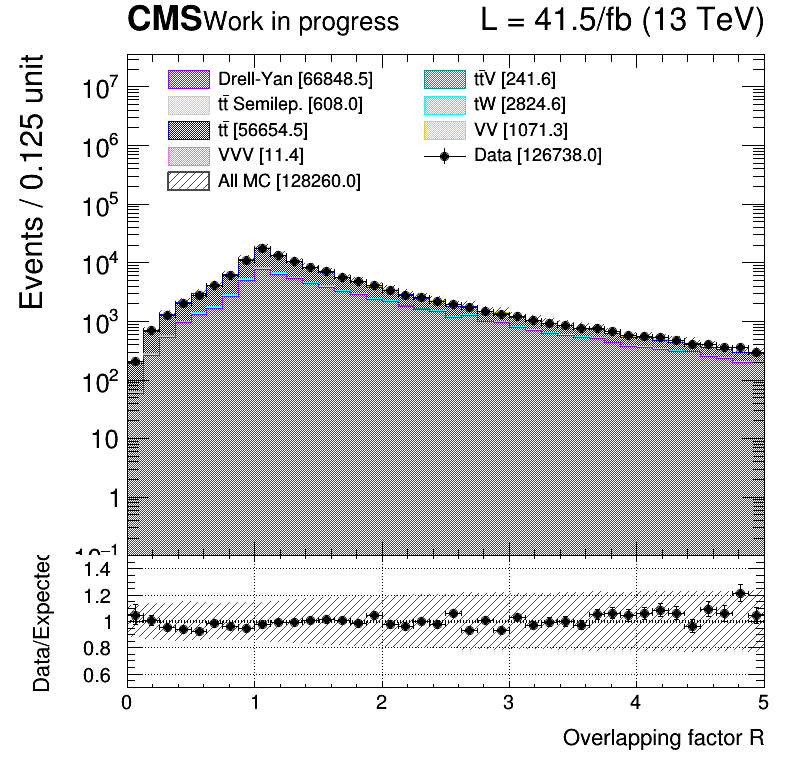 CMS Work in progress L = 41.5/fb (13 TeV)
Events / 0.125 unit
Drell-Yan [66848.5]
tt̄V [241.6]
tt̄ Semilep. [608.0]
tW [2824.6]
tt̄ [56654.5]
VV [1071.3]
VVV [11.4]
Data [126738.0]
All MC [128260.0]
10⁷
10⁶
10⁵
10⁴
10³
10²
10
1
10⁻¹
Data/Expected
1.4
1.2
1
0.8
0.6
0 1 2 3 4 5
Overlapping factor R